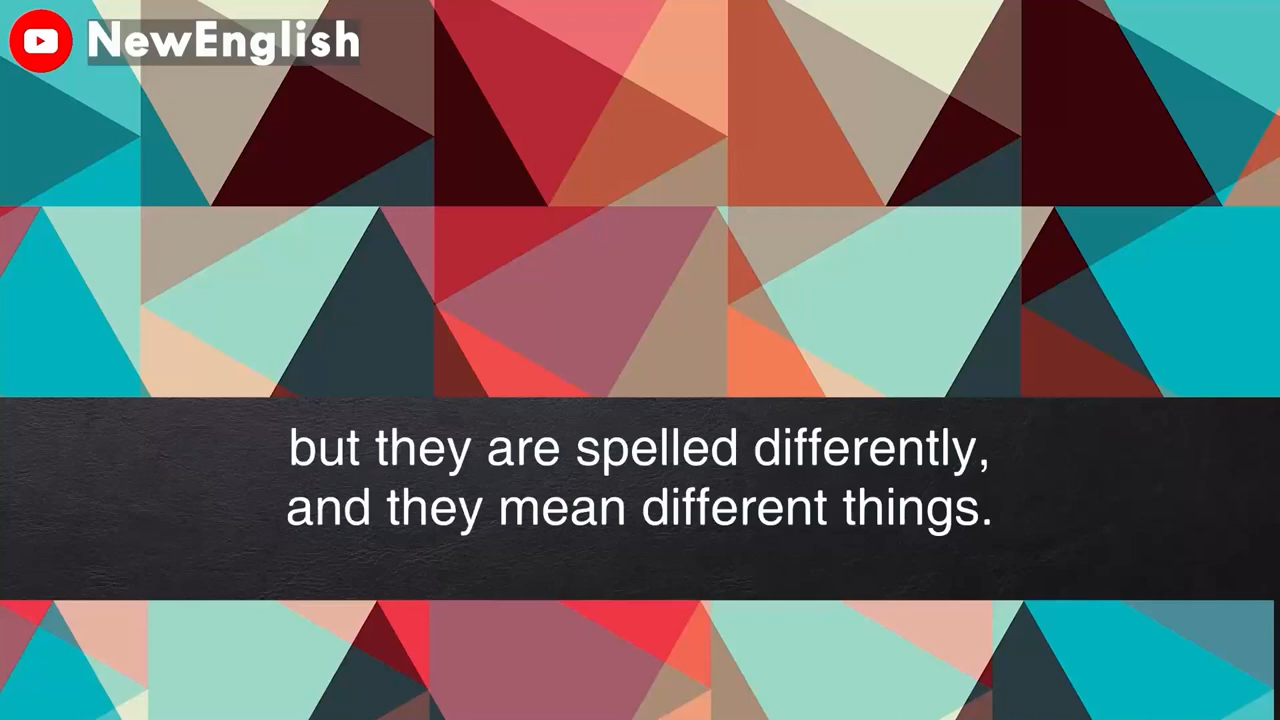 NewEnglish
but they are spelled differently,
and they mean different things.